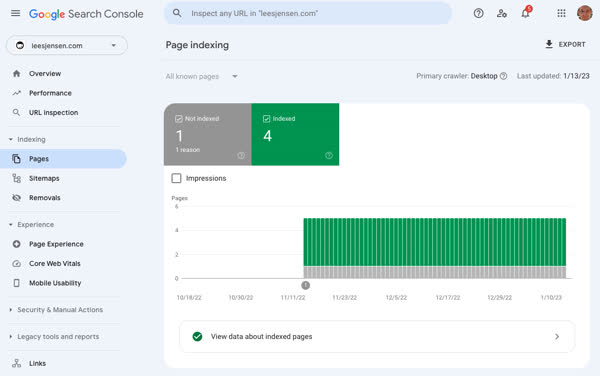 Google Search Console
Inspect any URL in "leesjensen.com"
5
leesjensen.com
Overview
Performance
URL inspection
Indexing
Pages
Sitemaps
Removals
Experience
Page Experience
Core Web Vitals
Mobile Usability
Security & Manual Actions
Legacy tools and reports
Links
Page indexing
EXPORT
All known pages
Primary crawler: Desktop
Last updated: 1/13/23
Not indexed
1
1 reason
Indexed
4
Impressions
Pages
6
4
2
0
1
10/18/22 10/30/22 11/11/22 11/23/22 12/5/22 12/17/22 12/29/22 1/10/23
View data about indexed pages